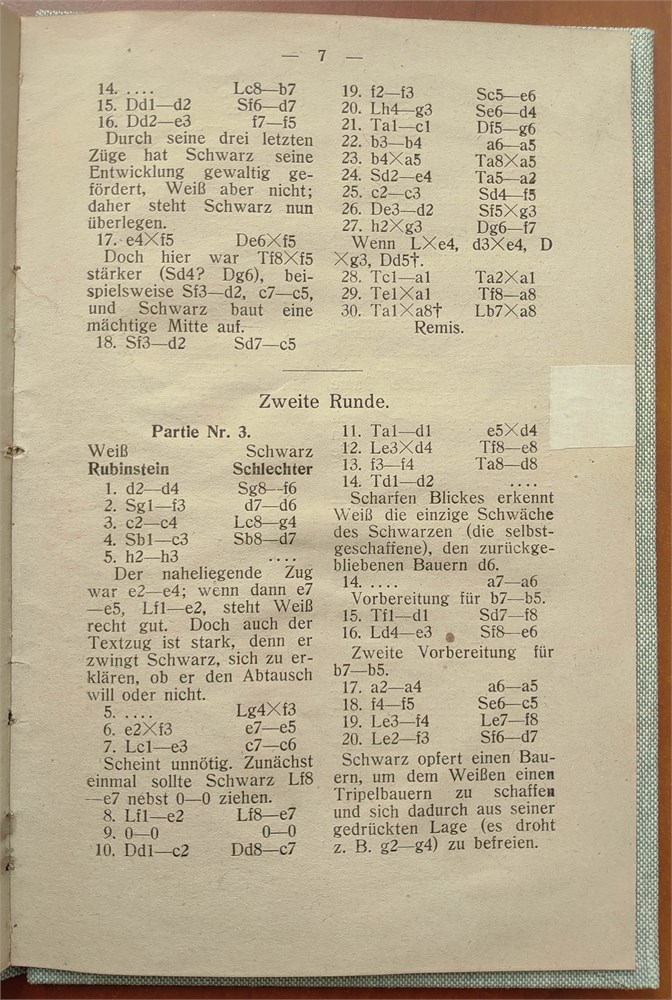 — 7 —
14. .... Lc8—b7
15. Dd1—d2 Sf6—d7
16. Dd2—e3 f7—f5
Durch seine drei letzten
Züge hat Schwarz seine
Entwicklung gewaltig ge-
fördert, Weiß aber nicht;
daher steht Schwarz nun
überlegen.
17. e4×f5 De6×f5
Doch hier war Tf8×f5
stärker (Sd4? Dg6), bei-
spielsweise Sf3—d2, c7—c5,
und Schwarz baut eine
mächtige Mitte auf.
18. Sf3—d2 Sd7—c5
19. f2—f3 Sc5—e6
20. Lh4—g3 Se6—d4
21. Ta1—c1 Df5—g6
22. b3—b4 a6—a5
23. b4×a5 Ta8×a5
24. Sd2—e4 Ta5—a2
25. c2—c3 Sd4—f5
26. De3—d2 Sf5×g3
27. h2×g3 Dg6—f7
Wenn L×e4, d3×e4, D
×g3, Dd5†.
28. Tc1—a1 Ta2×a1
29. Te1×a1 Tf8—a8
30. Ta1×a8† Lb7×a8
Remis.
Zweite Runde.
Partie Nr. 3.
Weiß Schwarz
Rubinstein Schlechter
1. d2—d4 Sg8—f6
2. Sg1—f3 d7—d6
3. c2—c4 Lc8—g4
4. Sb1—c3 Sb8—d7
5. h2—h3 ....
Der naheliegende Zug
war e2—e4; wenn dann e7
—e5, Lf1—e2, steht Weiß
recht gut. Doch auch der
Textzug ist stark, denn er
zwingt Schwarz, sich zu er-
klären, ob er den Abtausch
will oder nicht.
5. .... Lg4×f3
6. e2×f3 e7—e5
7. Lc1—e3 c7—c6
Scheint unnötig. Zunächst
einmal sollte Schwarz Lf8
—e7 nebst 0—0 ziehen.
8. Lf1—e2 Lf8—e7
9. 0—0 0—0
10. Dd1—c2 Dd8—c7
11. Ta1—d1 e5×d4
12. Le3×d4 Tf8—e8
13. f3—f4 Ta8—d8
14. Td1—d2 ....
Scharfen Blickes erkennt
Weiß die einzige Schwäche
des Schwarzen (die selbst-
geschaffene), den zurückge-
bliebenen Bauern d6.
14. .... a7—a6
Vorbereitung für b7—b5.
15. Tf1—d1 Sd7—f8
16. Ld4—e3 Sf8—e6
Zweite Vorbereitung für
b7—b5.
17. a2—a4 a6—a5
18. f4—f5 Se6—c5
19. Le3—f4 Le7—f8
20. Le2—f3 Sf6—d7
Schwarz opfert einen Bau-
ern, um dem Weißen einen
Tripelbauern zu schaffen
und sich dadurch aus seiner
gedrückten Lage (es droht
z. B. g2—g4) zu befreien.